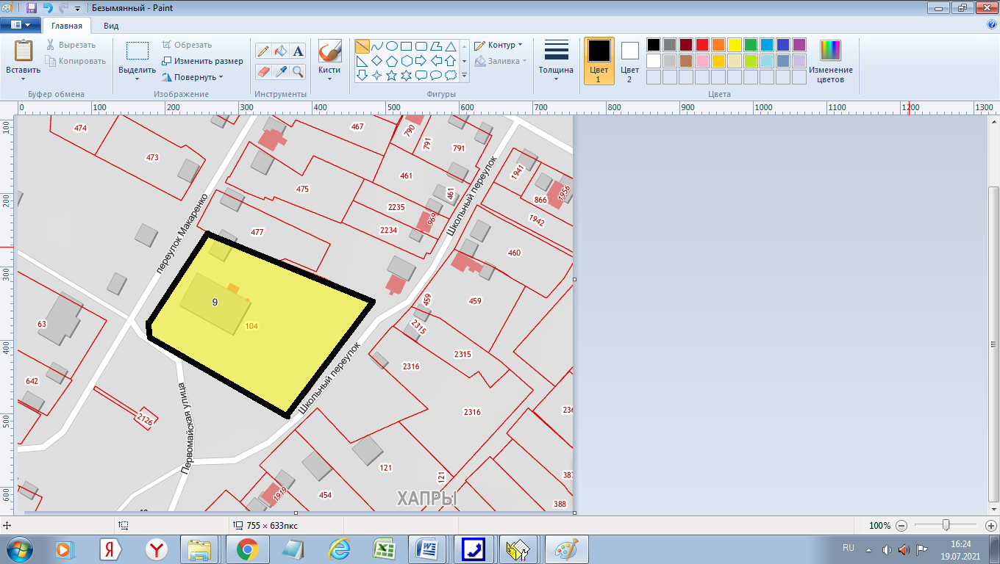 Безымянный - Paint
Главная
Вид
Вставить
Вырезать
Копировать
Буфер обмена
Выделить
Обрезать
Изменить размер
Повернуть
Изображение
A
Инструменты
Кисти
Контур
Заливка
Фигуры
Толщина
Цвет
1
Цвет
2
Изменение
цветов
Цвета
0 100 200 300 400 500 600 700 800 900 1000 1100 1200 1300
100
200
300
400
500
600
474
473
467
790
791
791
475
461
461
2235
2234
969
1941
866
1956
1942
477
460
459
459
переулок Макаренко
Школьный переулок
9
104
63
642
2126
2315
2315
2316
2316
Школьный переулок
Первомайская улица
121
121
454
1919
387
388
ХАПРЫ
755 × 633пкс
100%
Я
Y
RU
16:24
19.07.2021